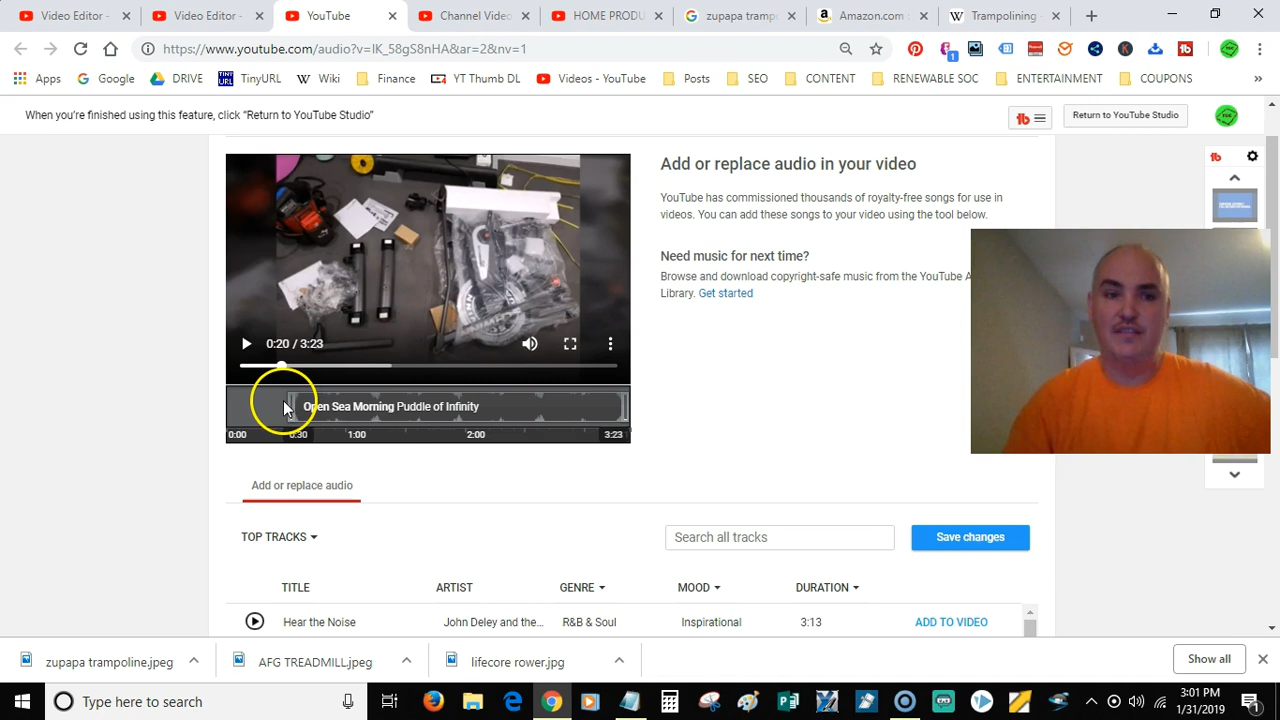 Video Editor -
Video Editor -
YouTube
Channel Video
HOME PRODU
zupapa tramp
Amazon.com :
Trampolining -
https://www.youtube.com/audio?v=IK_58gS8nHA&ar=2&nv=1
1
Apps
Google
DRIVE
TINY URL
TinyURL
Wiki
Finance
YT Thumb DL
Videos - YouTube
Posts
SEO
CONTENT
RENEWABLE SOC
ENTERTAINMENT
COUPONS
When you're finished using this feature, click "Return to YouTube Studio"
Return to YouTube Studio
Add or replace audio in your video
YouTube has commissioned thousands of royalty-free songs for use in
videos. You can add these songs to your video using the tool below.
Need music for next time?
Browse and download copyright-safe music from the YouTube A
Library. Get started
0:20 / 3:23
Open Sea Morning Puddle of Infinity
0:00
0:30
1:00
2:00
3:23
Add or replace audio
TOP TRACKS
Search all tracks
Save changes
TITLE
ARTIST
GENRE
MOOD
DURATION
Hear the Noise
John Deley and the...
R&B & Soul
Inspirational
3:13
ADD TO VIDEO
zupapa trampoline.jpeg
AFG TREADMILL.jpeg
lifecore rower.jpg
Show all
Type here to search
3:01 PM
1/31/2019